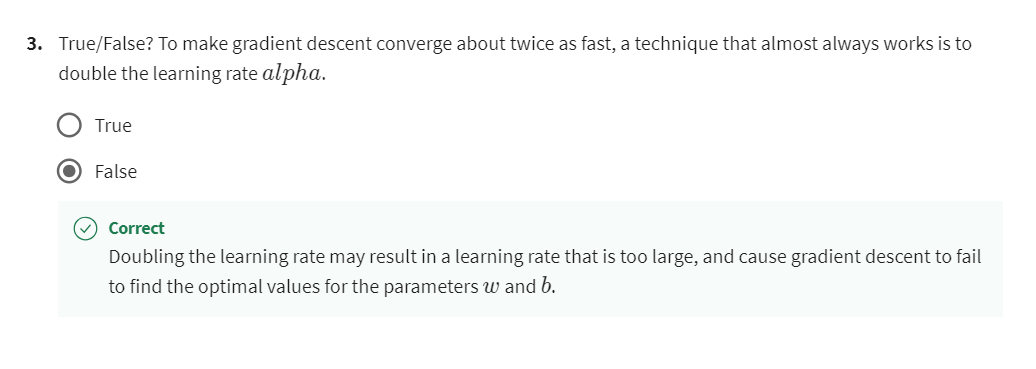 3. True/False? To make gradient descent converge about twice as fast, a technique that almost always works is to
double the learning rate alpha.
True
False
Correct
Doubling the learning rate may result in a learning rate that is too large, and cause gradient descent to fail
to find the optimal values for the parameters w and b.